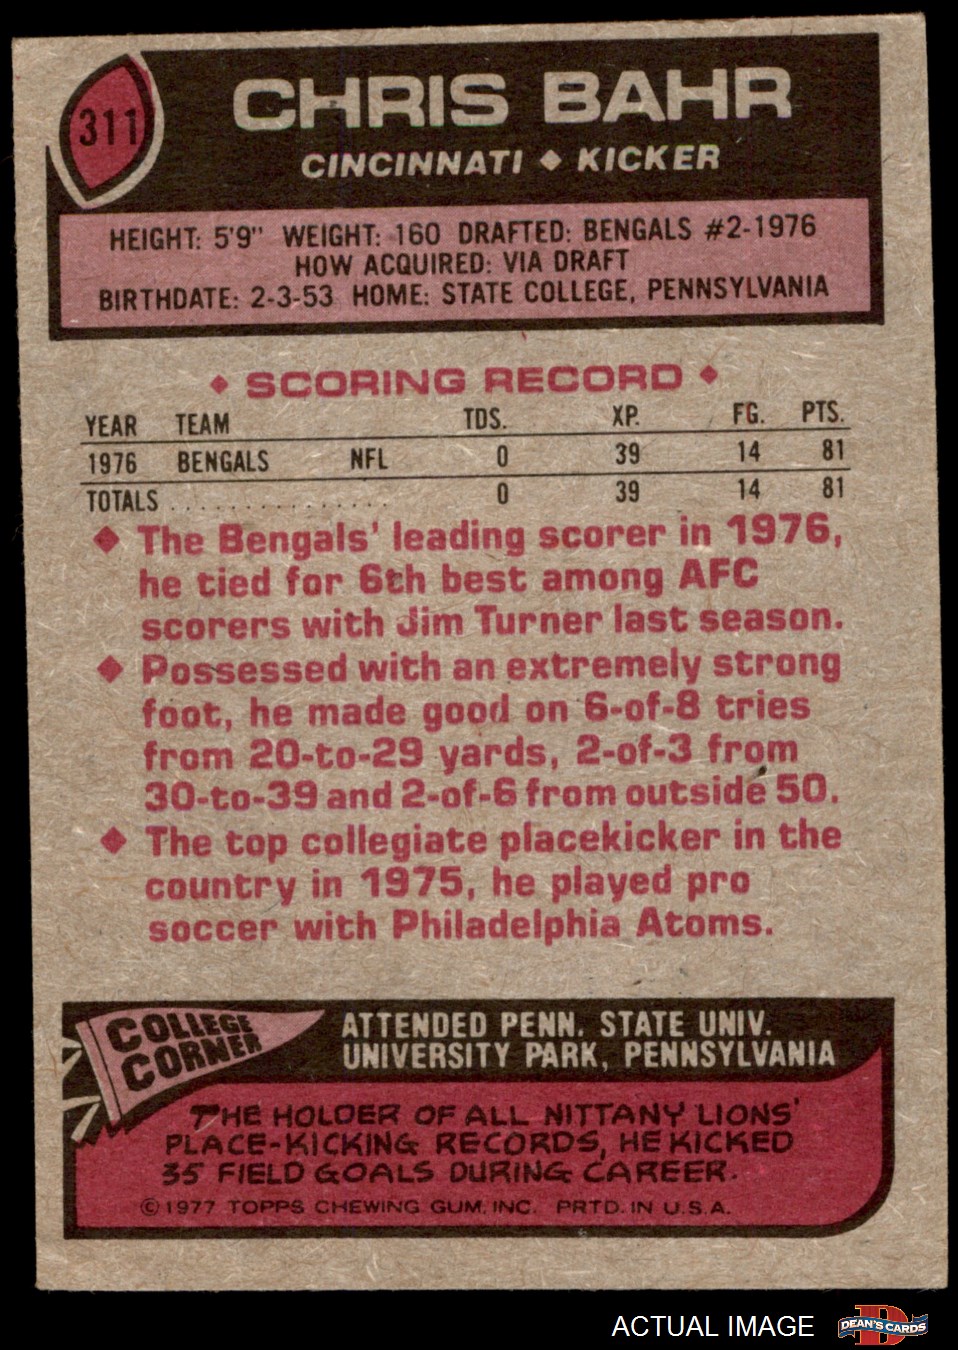 311
CHRIS BAHR
CINCINNATI ♦ KICKER
HEIGHT: 5'9" WEIGHT: 160 DRAFTED: BENGALS #2-1976
HOW ACQUIRED: VIA DRAFT
BIRTHDATE: 2-3-53 HOME: STATE COLLEGE, PENNSYLVANIA
♦ SCORING RECORD ♦
YEAR TEAM TDS. XP. FG. PTS.
1976 BENGALS NFL 0 39 14 81
TOTALS . . . . . . . . . . . . . . . 0 39 14 81
♦ The Bengals' leading scorer in 1976,
he tied for 6th best among AFC
scorers with Jim Turner last season.
♦ Possessed with an extremely strong
foot, he made good on 6-of-8 tries
from 20-to-29 yards, 2-of-3 from
30-to-39 and 2-of-6 from outside 50.
♦ The top collegiate placekicker in the
country in 1975, he played pro
soccer with Philadelphia Atoms.
COLLEGE
CORNER
ATTENDED PENN. STATE UNIV.
UNIVERSITY PARK, PENNSYLVANIA
THE HOLDER OF ALL NITTANY LIONS'
PLACE-KICKING RECORDS, HE KICKED
35 FIELD GOALS DURING CAREER.
©1977 TOPPS CHEWING GUM, INC. PRTD. IN U.S.A.
ACTUAL IMAGE
D
DEAN'S CARDS